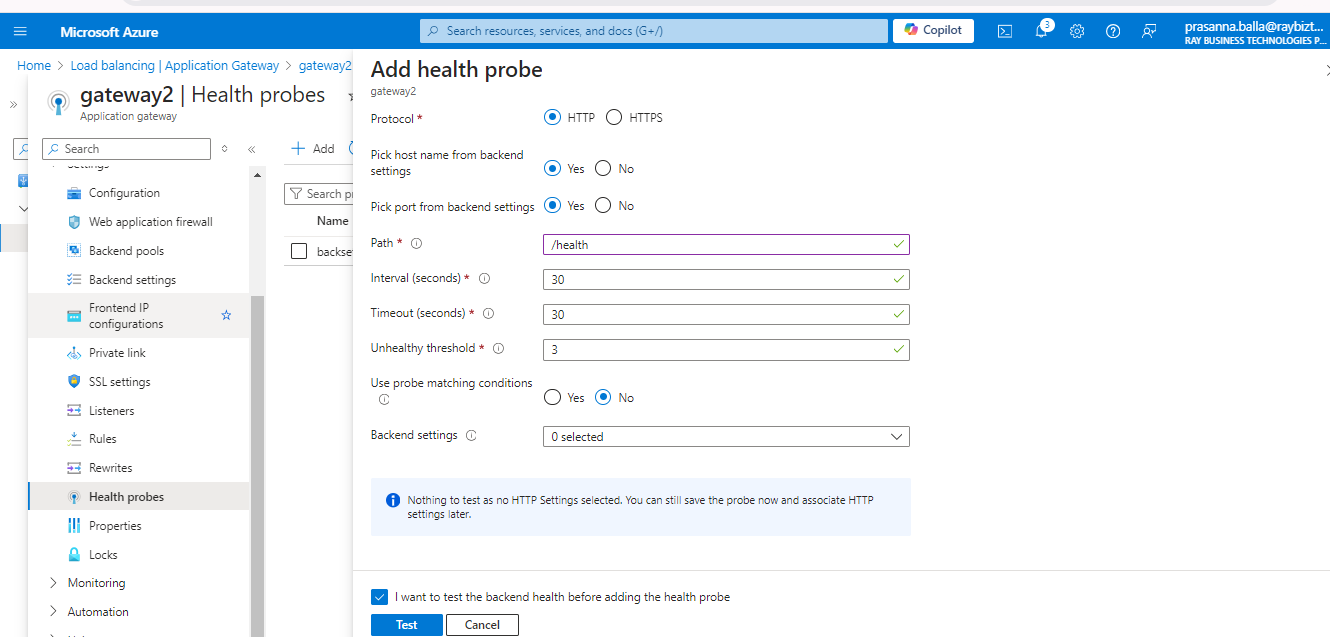 Microsoft Azure
Search resources, services, and docs (G+/)
Copilot
3
prasanna.balla@raybizt...
RAY BUSINESS TECHNOLOGIES P...
Home > Load balancing | Application Gateway > gateway2
gateway2 | Health probes
Application gateway
Search
Settings
Configuration
Web application firewall
Backend pools
Backend settings
Frontend IP
configurations
Private link
SSL settings
Listeners
Rules
Rewrites
Health probes
Properties
Locks
Monitoring
Automation
Add
Search p
Name
backse
Add health probe
gateway2
Protocol *
HTTP
HTTPS
Pick host name from backend
settings
Yes
No
Pick port from backend settings
Yes
No
Path *
/health
Interval (seconds) *
30
Timeout (seconds) *
30
Unhealthy threshold *
3
Use probe matching conditions
Yes
No
Backend settings
0 selected
Nothing to test as no HTTP Settings selected. You can still save the probe now and associate HTTP
settings later.
I want to test the backend health before adding the health probe
Test
Cancel